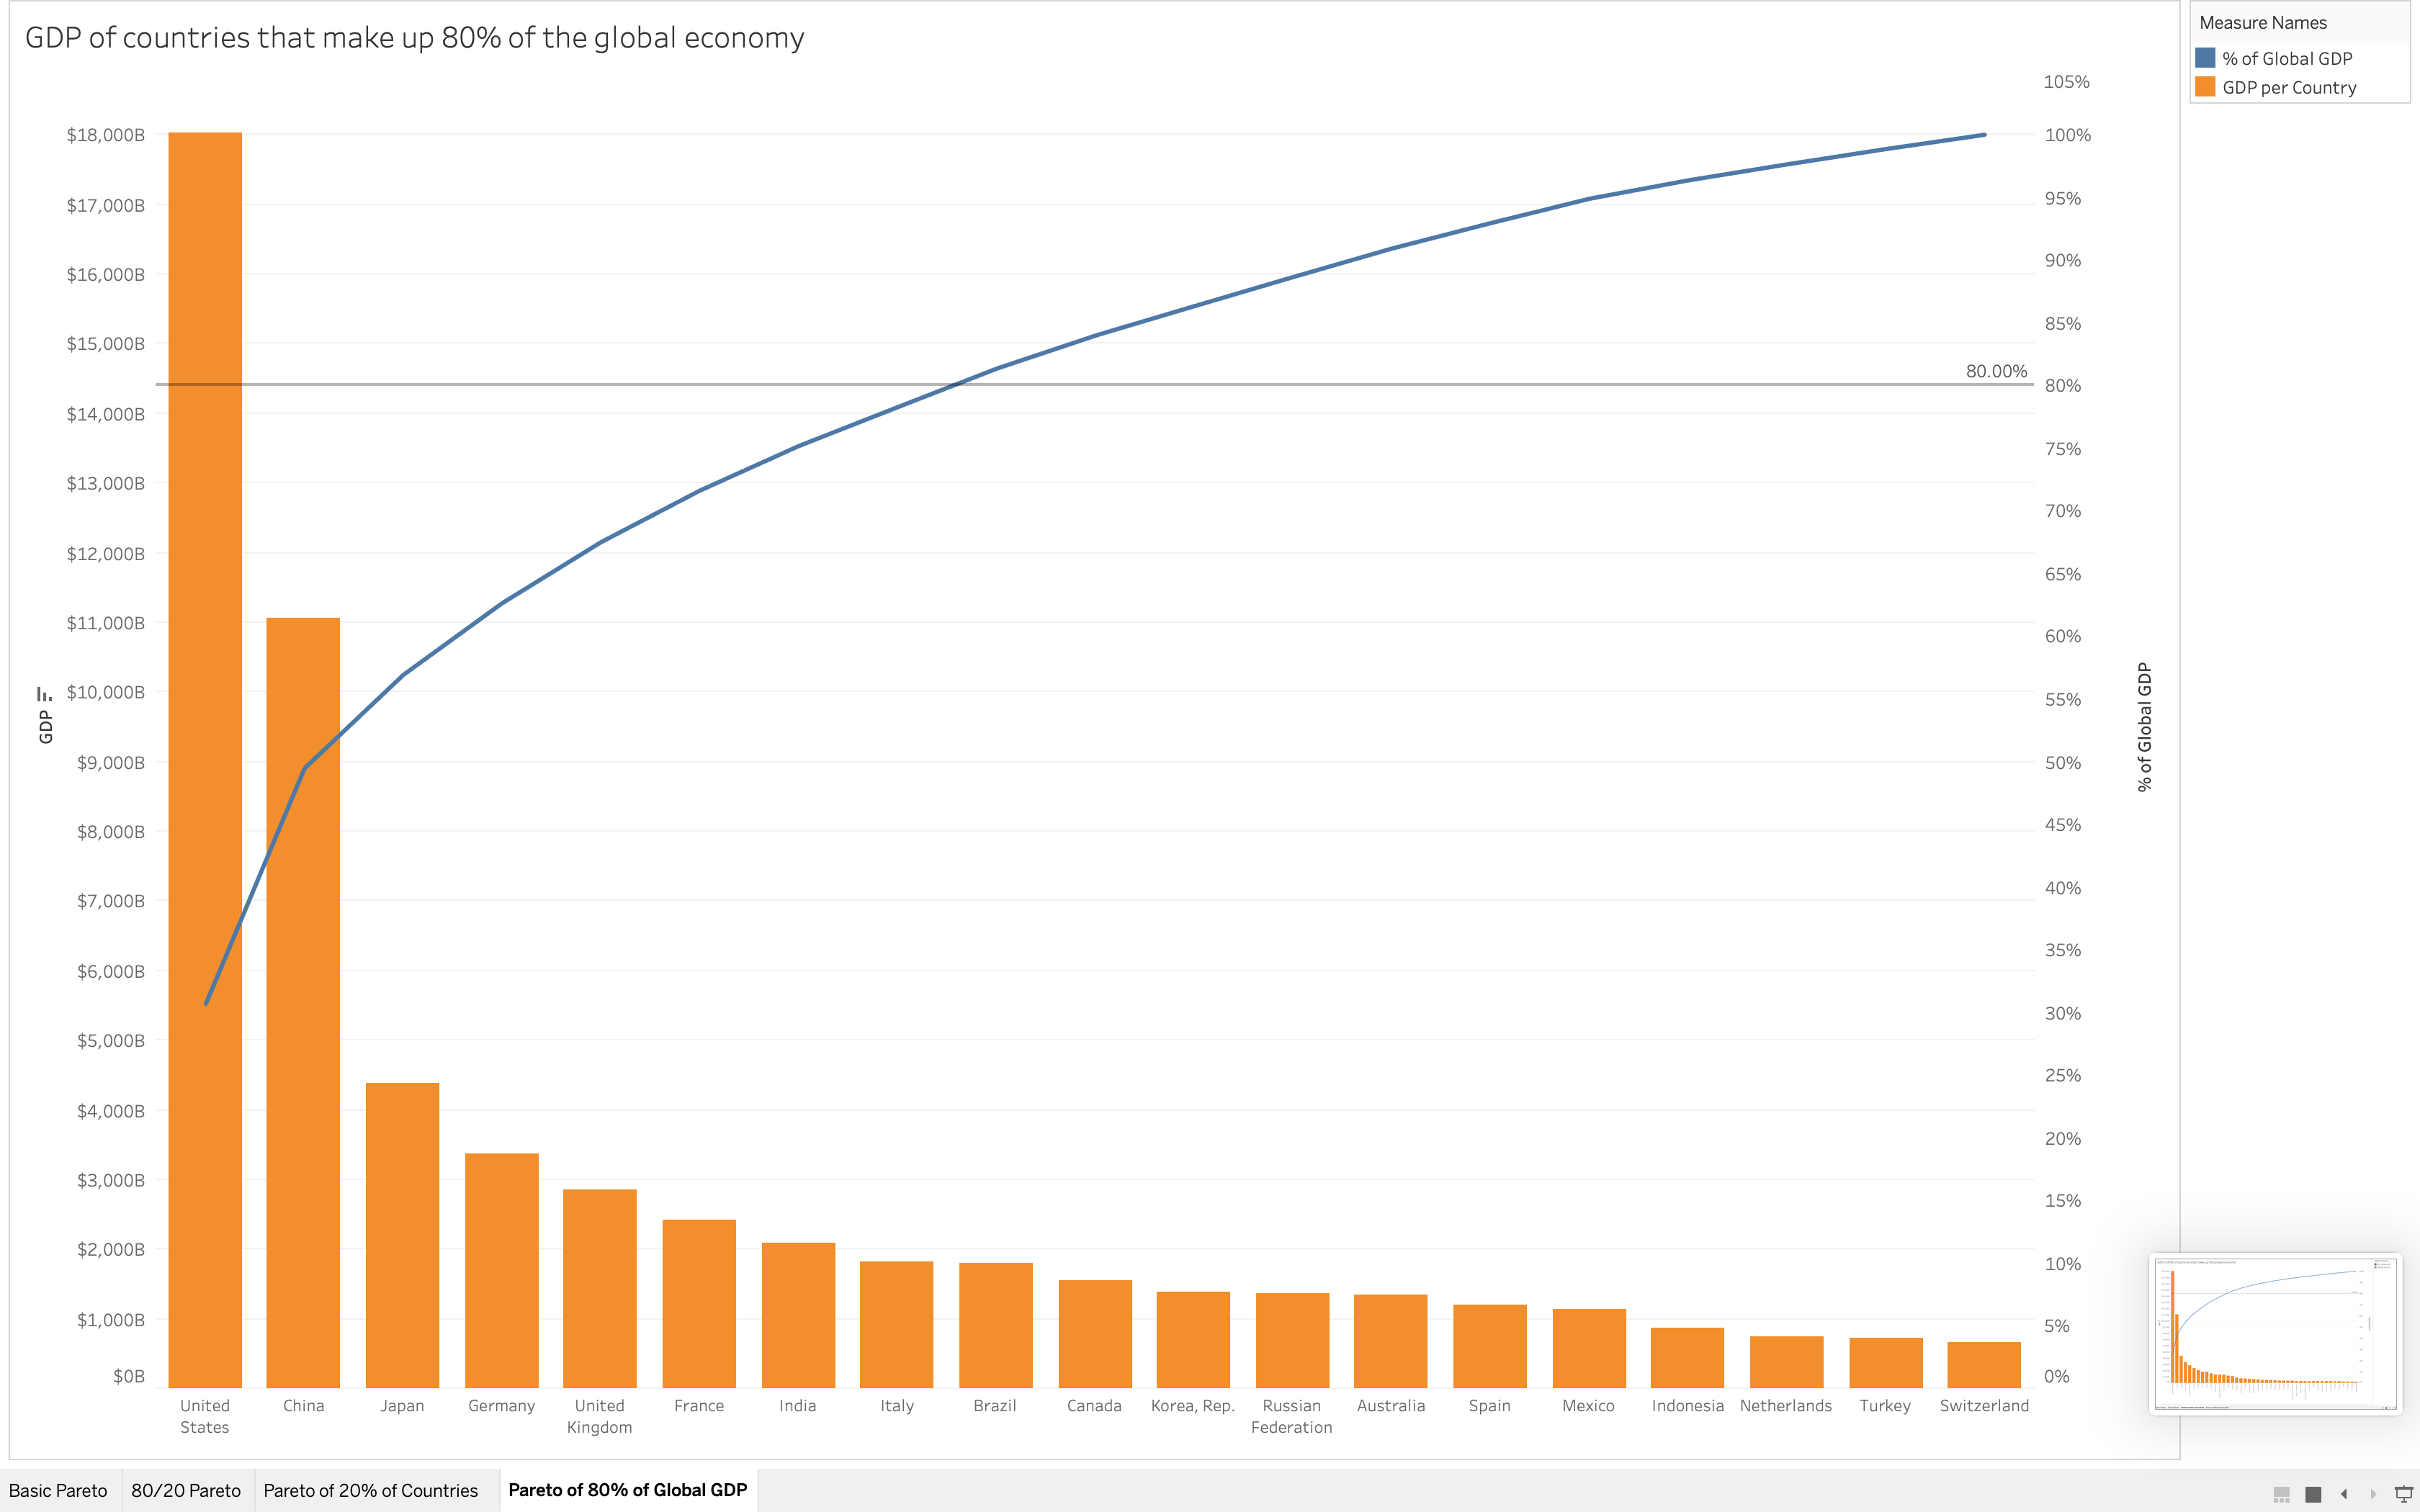 GDP of countries that make up 80% of the global economy
Measure Names
% of Global GDP
GDP per Country
105%
$18,000B
100%
$17,000B
95%
$16,000B
90%
$15,000B
85%
80.00%
80%
$14,000B
75%
$13,000B
70%
$12,000B
65%
$11,000B
60%
$10,000B
55%
GDP
% of Global GDP
$9,000B
50%
$8,000B
45%
$7,000B
40%
$6,000B
35%
$5,000B
30%
$4,000B
25%
$3,000B
20%
15%
$2,000B
10%
$1,000B
5%
$0B
0%
United
States
China
Japan
Germany
United
Kingdom
France
India
Italy
Brazil
Canada
Korea, Rep.
Russian
Federation
Australia
Spain
Mexico
Indonesia
Netherlands
Turkey
Switzerland
Basic Pareto
80/20 Pareto
Pareto of 20% of Countries
Pareto of 80% of Global GDP